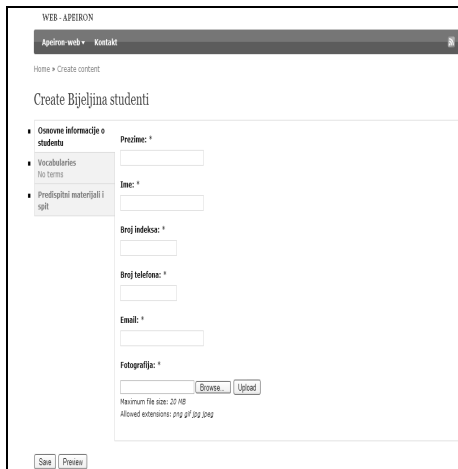 WEB - APEIRON
Apeiron-web▾ Kontakt
Home » Create content
Create Bijeljina studenti
Osnovne informacije o
studentu
Vocabularies
No terms
Predispitni materijali i
spit
Prezime: *
Ime: *
Broj indeksa: *
Broj telefona: *
Email: *
Fotografija: *
Browse... Upload
Maximum file size: 20 MB
Allowed extensions: png gif jpg jpeg
Save Preview